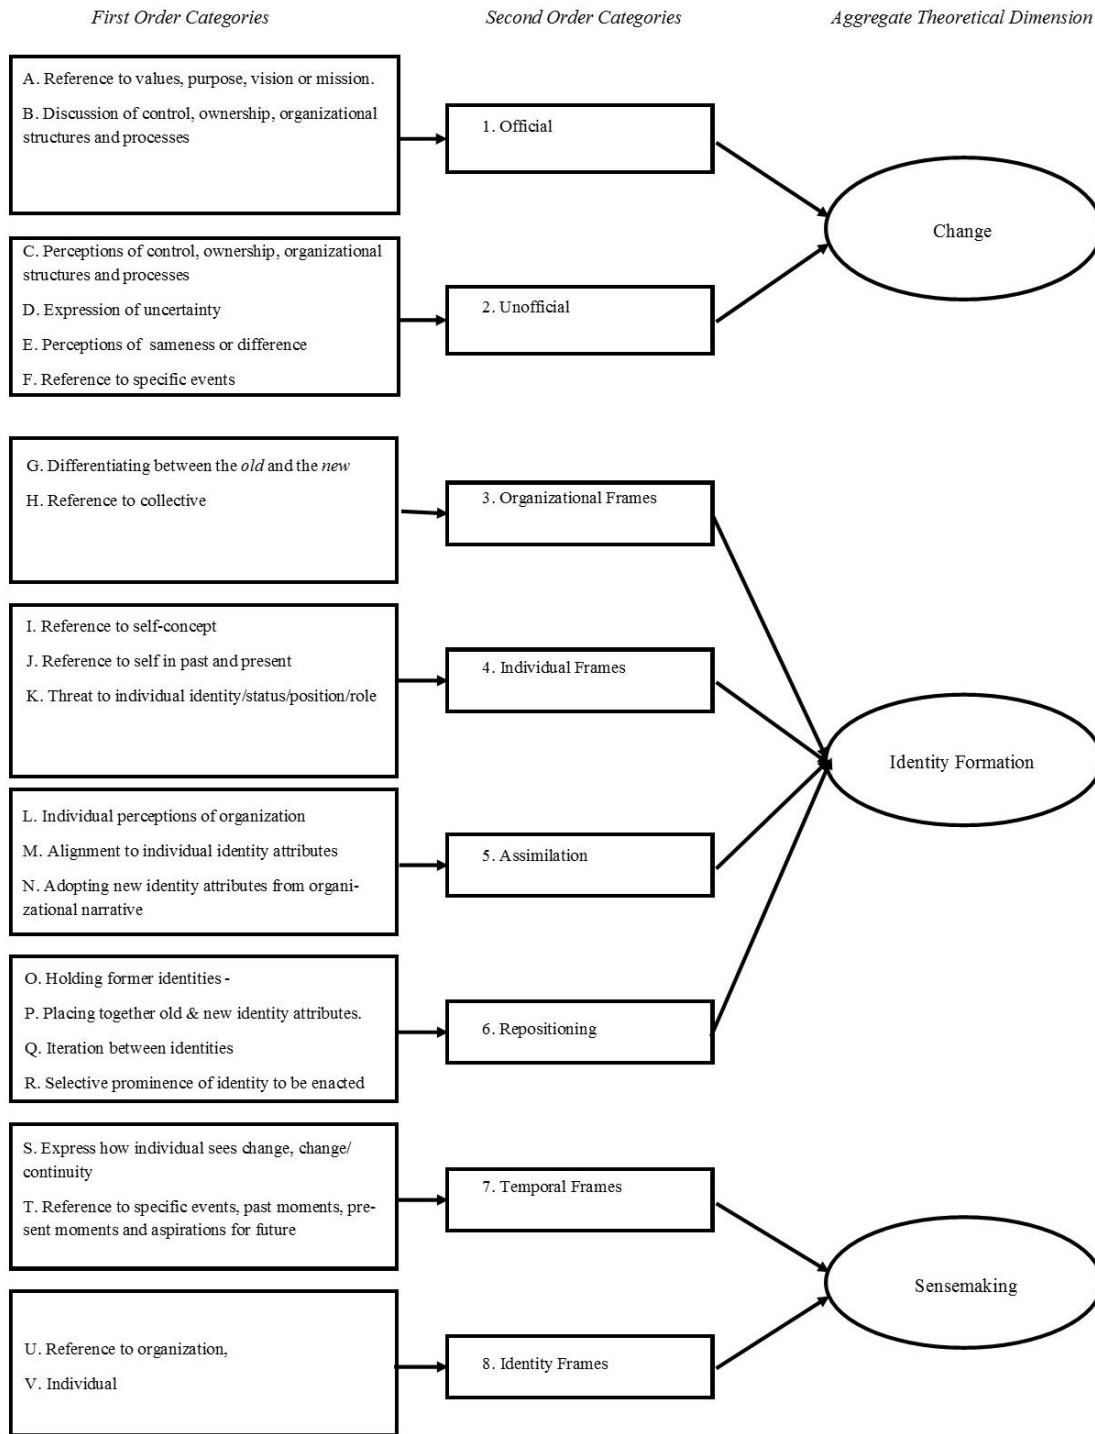 First Order Categories
Second Order Categories
Aggregate Theoretical Dimension
A. Reference to values, purpose, vision or mission.
B. Discussion of control, ownership, organizational
structures and processes
1. Official
Change
C. Perceptions of control, ownership, organizational
structures and processes
D. Expression of uncertainty
E. Perceptions of sameness or difference
F. Reference to specific events
2. Unofficial
G. Differentiating between the old and the new
H. Reference to collective
3. Organizational Frames
I. Reference to self-concept
J. Reference to self in past and present
K. Threat to individual identity/status/position/role
4. Individual Frames
Identity Formation
L. Individual perceptions of organization
M. Alignment to individual identity attributes
N. Adopting new identity attributes from organi-
zational narrative
5. Assimilation
O. Holding former identities -
P. Placing together old & new identity attributes.
Q. Iteration between identities
R. Selective prominence of identity to be enacted
6. Repositioning
S. Express how individual sees change, change/
continuity
T. Reference to specific events, past moments, pre-
sent moments and aspirations for future
7. Temporal Frames
Sensemaking
U. Reference to organization,
V. Individual
8. Identity Frames